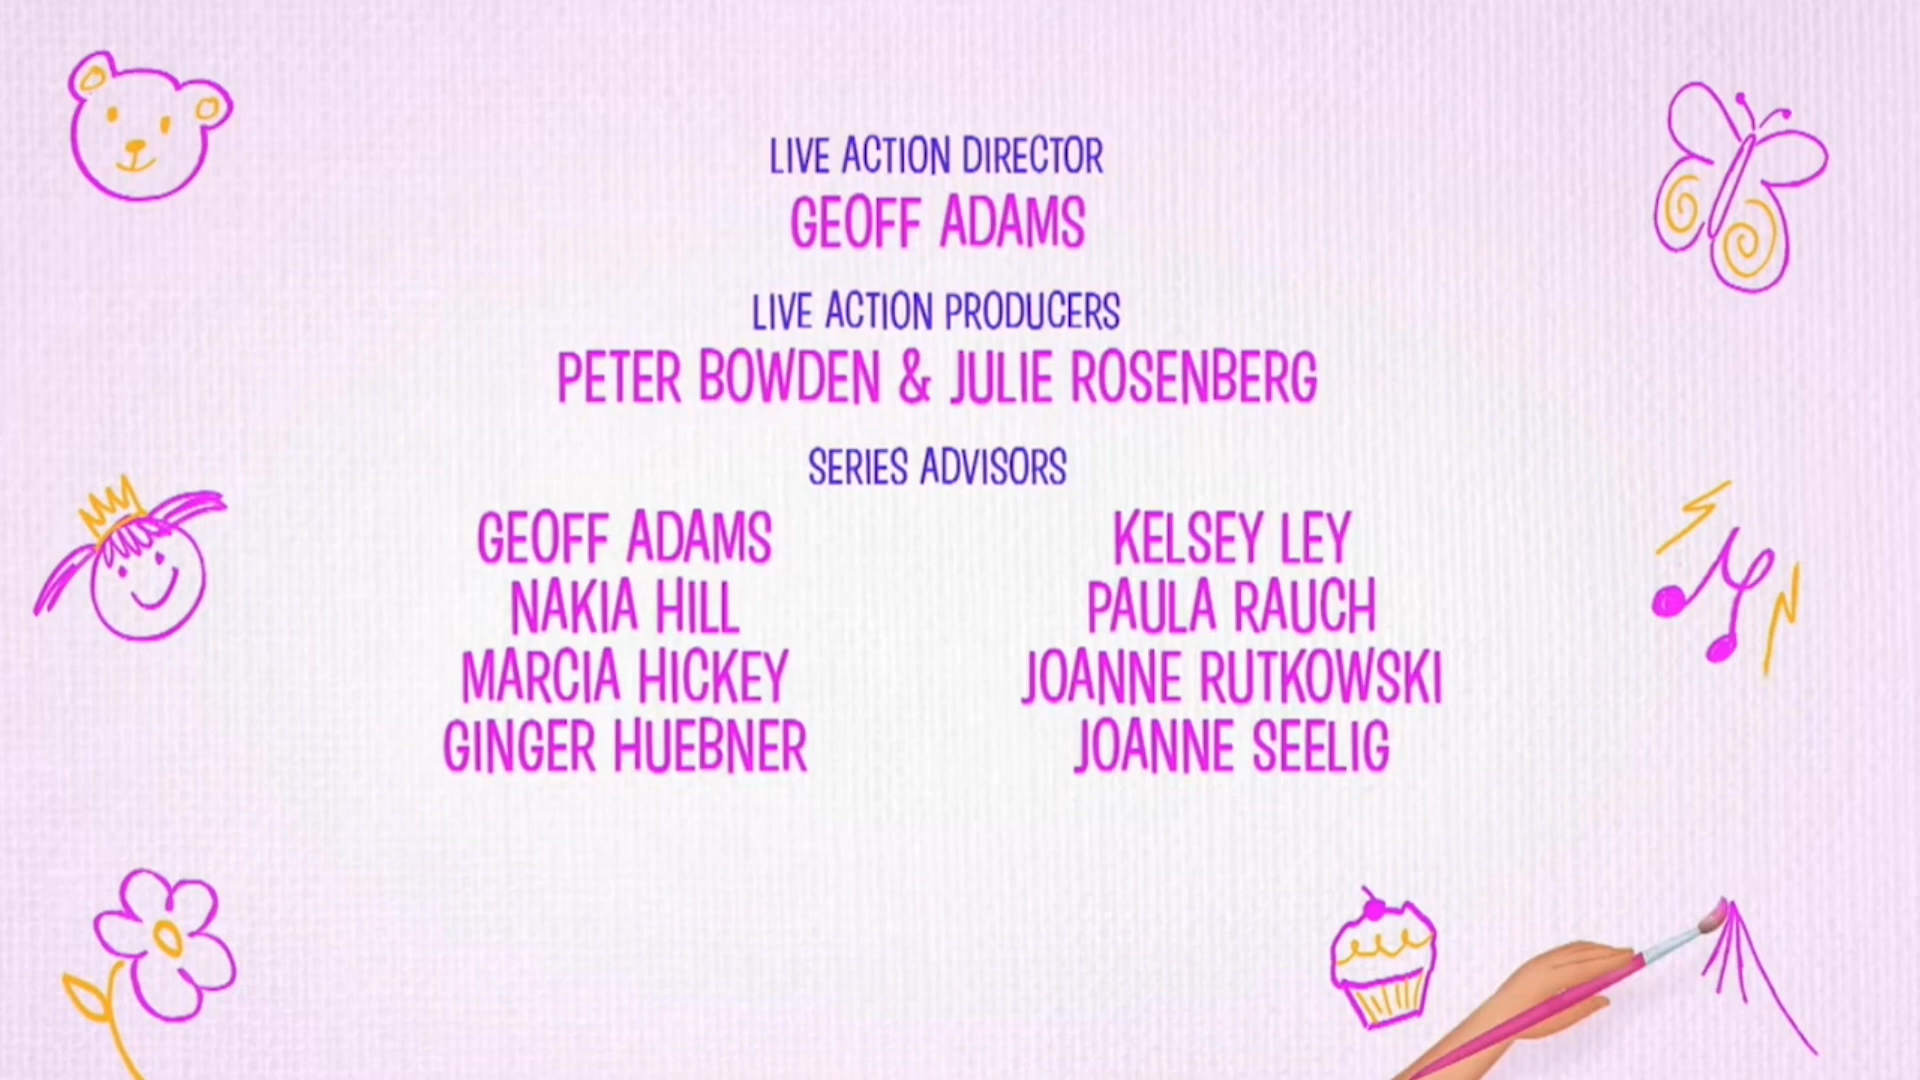 LIVE ACTION DIRECTOR
GEOFF ADAMS
LIVE ACTION PRODUCERS
PETER BOWDEN & JULIE ROSENBERG
SERIES ADVISORS
GEOFF ADAMS
NAKIA HILL
MARCIA HICKEY
GINGER HUEBNER
KELSEY LEY
PAULA RAUCH
JOANNE RUTKOWSKI
JOANNE SEELIG